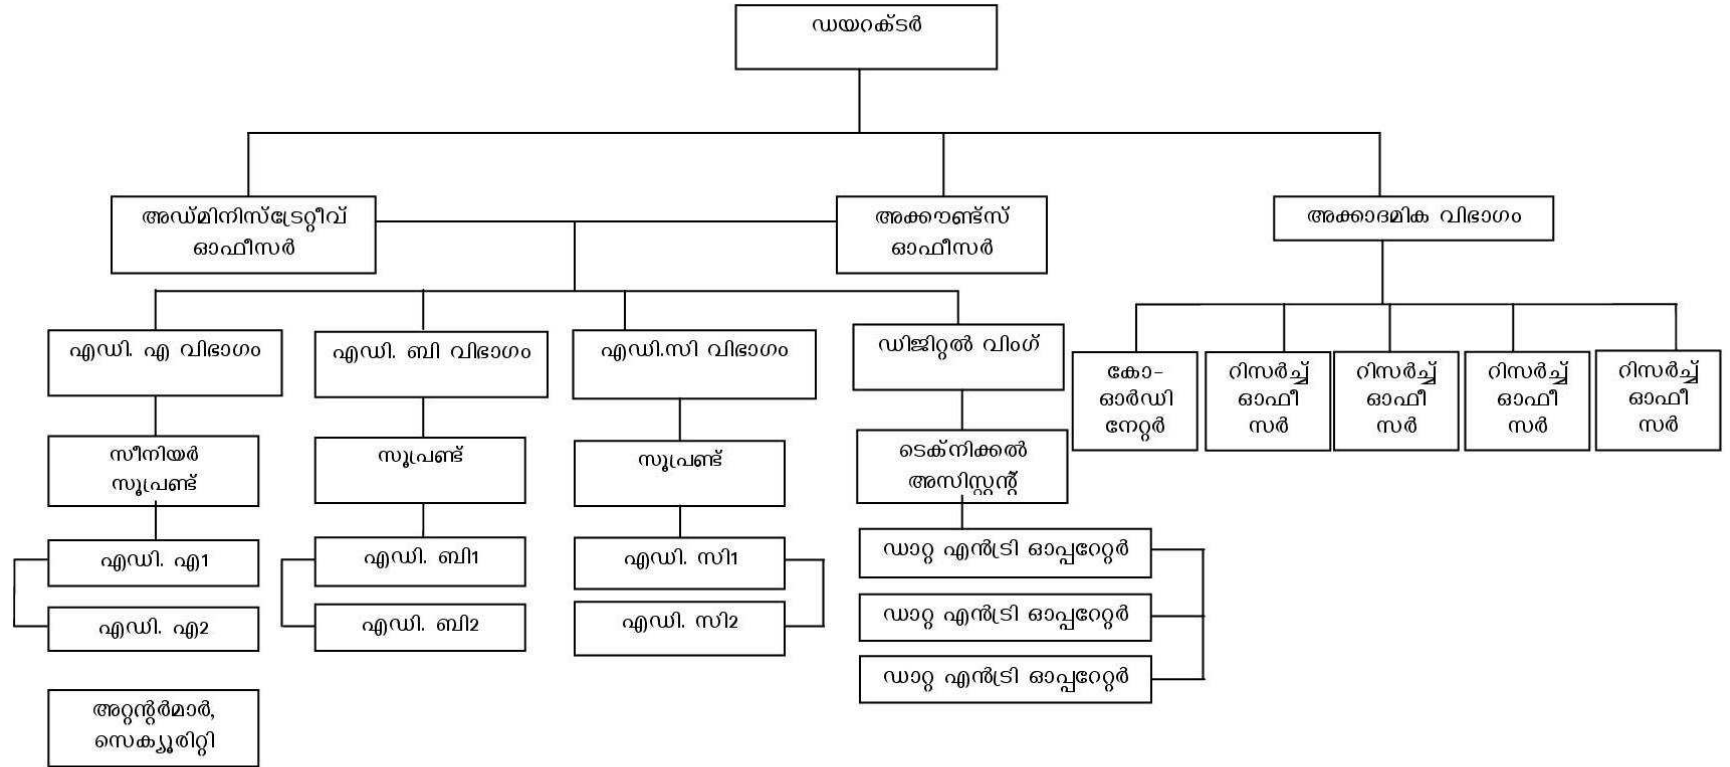 ഡയറക്ടർ
അഡ്മിനിസ്ട്രേറ്റീവ്
ഓഫീസർ
അക്കൗണ്ട്സ്
ഓഫീസർ
അക്കാദമിക വിഭാഗം
എഡി. എ വിഭാഗം
എഡി. ബി വിഭാഗം
എഡി.സി വിഭാഗം
ഡിജിറ്റൽ വിംഗ്
കോ-
ഓർഡി
നേറ്റർ
റിസർച്ച്
ഓഫീ
സർ
റിസർച്ച്
ഓഫീ
സർ
റിസർച്ച്
ഓഫീ
സർ
റിസർച്ച്
ഓഫീ
സർ
സീനിയർ
സൂപ്രണ്ട്
സൂപ്രണ്ട്
സൂപ്രണ്ട്
ടെക്നിക്കൽ
അസിസ്റ്റന്റ്
എഡി. എ1
എഡി. ബി1
എഡി. സി1
ഡാറ്റ എൻട്രി ഓപ്പറേറ്റർ
എഡി. എ2
എഡി. ബി2
എഡി. സി2
ഡാറ്റ എൻട്രി ഓപ്പറേറ്റർ
ഡാറ്റ എൻട്രി ഓപ്പറേറ്റർ
അറ്റന്റർമാർ,
സെക്യൂരിറ്റി